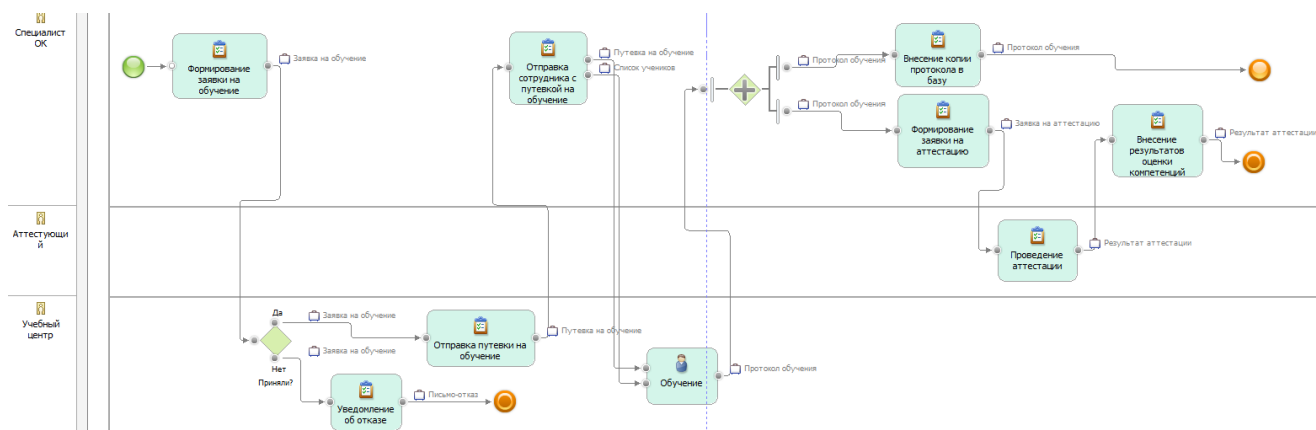 Специалист
ОК
Формирование
заявки на
обучение
Заявка на обучение
Отправка
сотрудника с
путевкой на
обучение
Путевка на обучение
Список учеников
Протокол обучения
Внесение копии
протокола в
базу
Протокол обучения
Протокол обучения
Формирование
заявки на
аттестацию
Заявка на аттестацию
Внесение
результатов
оценки
компетенций
Результат аттестации
Аттестующи
й
Проведение
аттестации
Результат аттестации
Учебный
центр
Да
Заявка на обучение
Заявка на обучение
Нет
Приняли?
Отправка путевки на
обучение
Путевка на обучение
Обучение
Протокол обучения
Уведомление
об отказе
Письмо-отказ